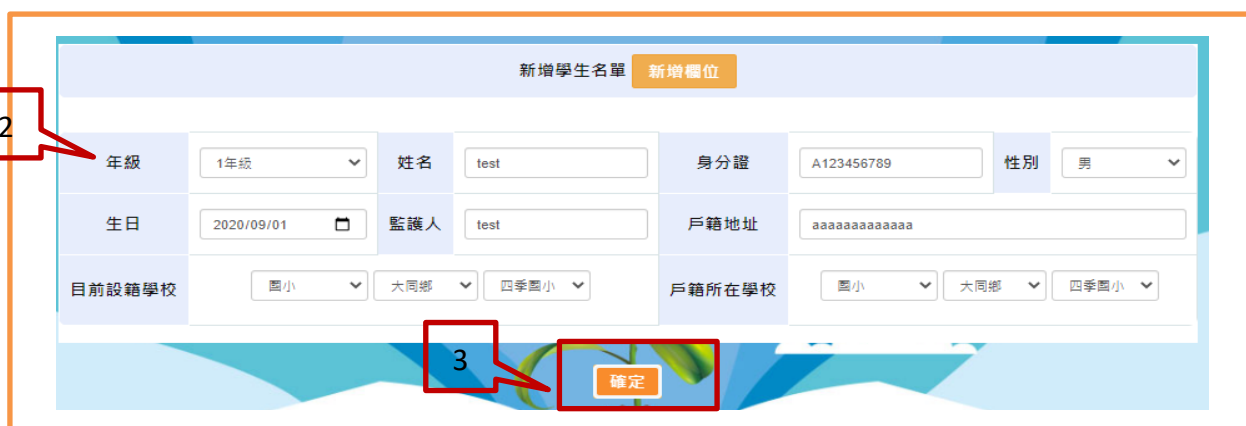 新增學生名單 新增欄位
2
年級 1年級 姓名 test 身分證 A123456789 性別 男
生日 2020/09/01 監護人 test 戶籍地址 aaaaaaaaaaaaa
目前設籍學校 國小 大同鄉 四季國小 戶籍所在學校 國小 大同鄉 四季國小
3
確定